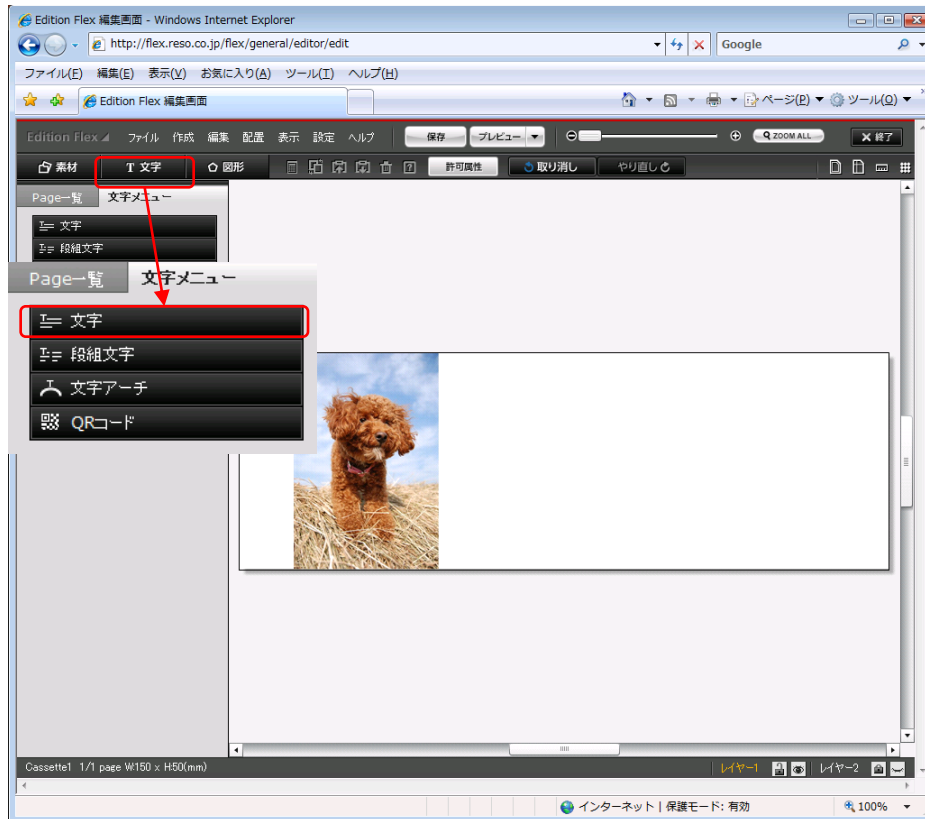 Edition Flex 編集画面 - Windows Internet Explorer
http://flex.reso.co.jp/flex/general/editor/edit
Google
ファイル(F) 編集(E) 表示(V) お気に入り(A) ツール(T) ヘルプ(H)
Edition Flex 編集画面
ページ(P) ツール(O)
Edition Flex ファイル 作成 編集 配置 表示 設定 ヘルプ 保存 プレビュー ZOOM ALL 終了
素材 T 文字 図形 許可属性 取り消し やり直し
Page一覧 文字メニュー
文字
段組文字
Page一覧 文字メニュー
文字
段組文字
文字アーチ
QRコード
Cassette1 1/1 page W:150 x H:50(mm) レイヤー1 レイヤー2
インターネット | 保護モード: 有効 100%